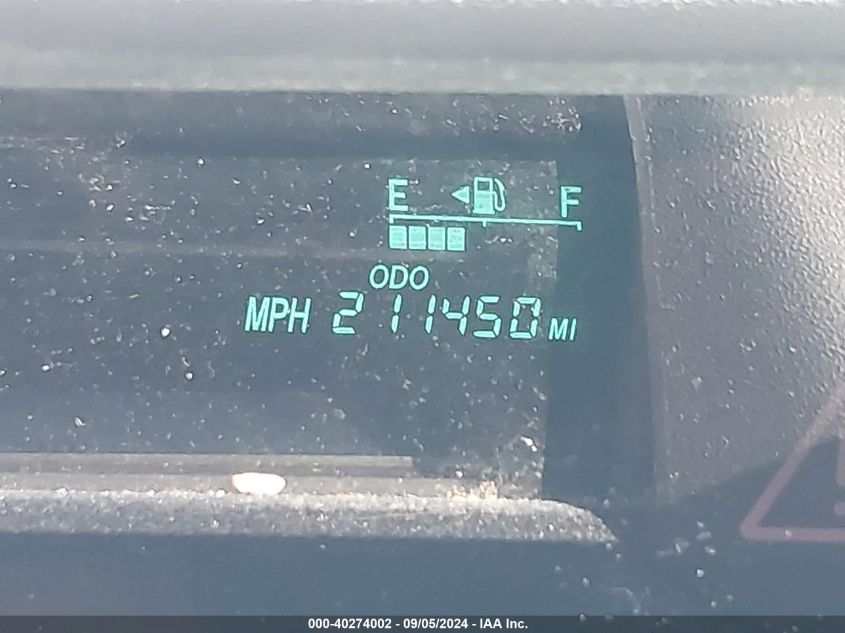 E F
ODO
MPH 211450 MI
000-40274002 - 09/05/2024 - IAA Inc.